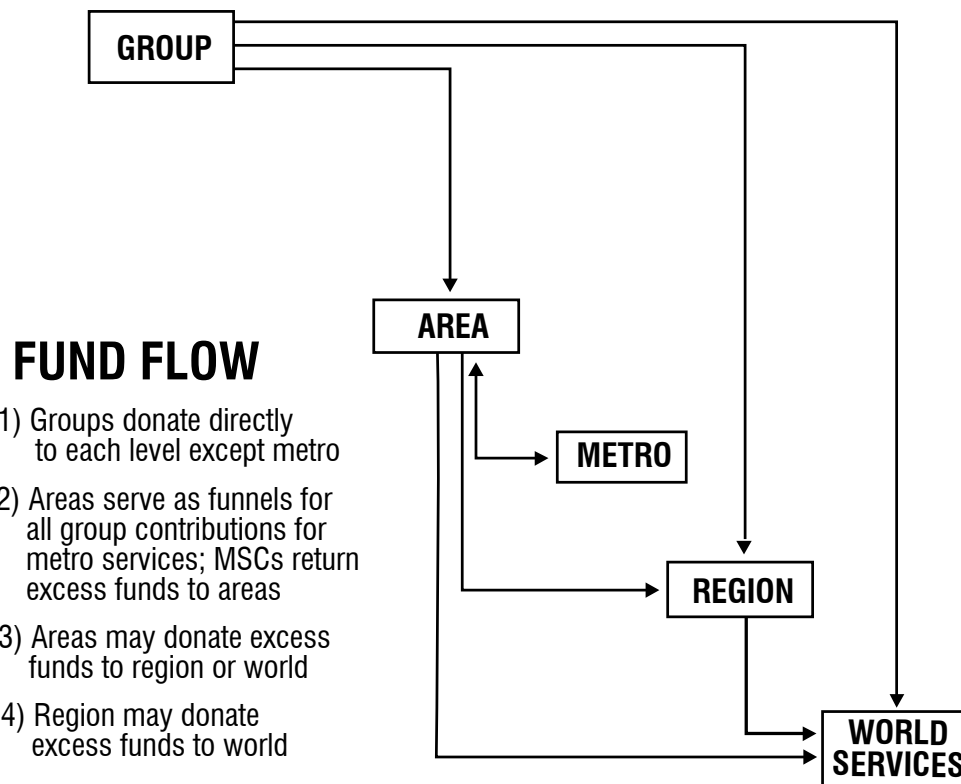 GROUP
AREA
FUND FLOW
1) Groups donate directly
to each level except metro
2) Areas serve as funnels for
all group contributions for
metro services; MSCs return
excess funds to areas
3) Areas may donate excess
funds to region or world
4) Region may donate
excess funds to world
METRO
REGION
WORLD
SERVICES